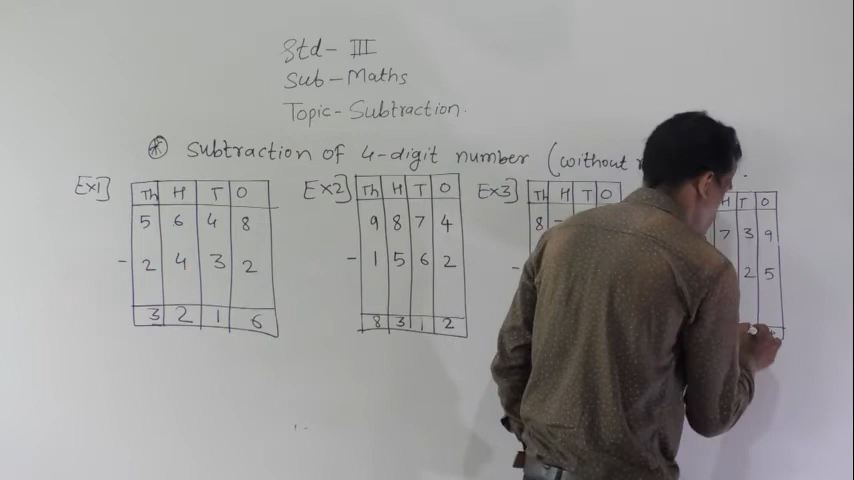 Std - III
Sub - Maths
Topic - Subtraction.
* Subtraction of 4-digit number (without
Ex1] Th H T O
5 6 4 8
- 2 4 3 2
3 2 1 6
Ex2] Th H T O
9 8 7 4
- 1 5 6 2
8 3 1 2
Ex3] Th H T O
8
-
H T O
7 3 9
2 5